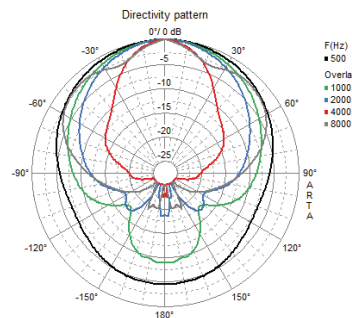 Directivity pattern
0°/ 0 dB
-30°
30°
F(Hz)
500
Overla
1000
2000
4000
8000
-5
-10
-15
-20
-25
-60°
60°
-90°
90°
A
R
T
A
-120°
120°
-150°
150°
180°